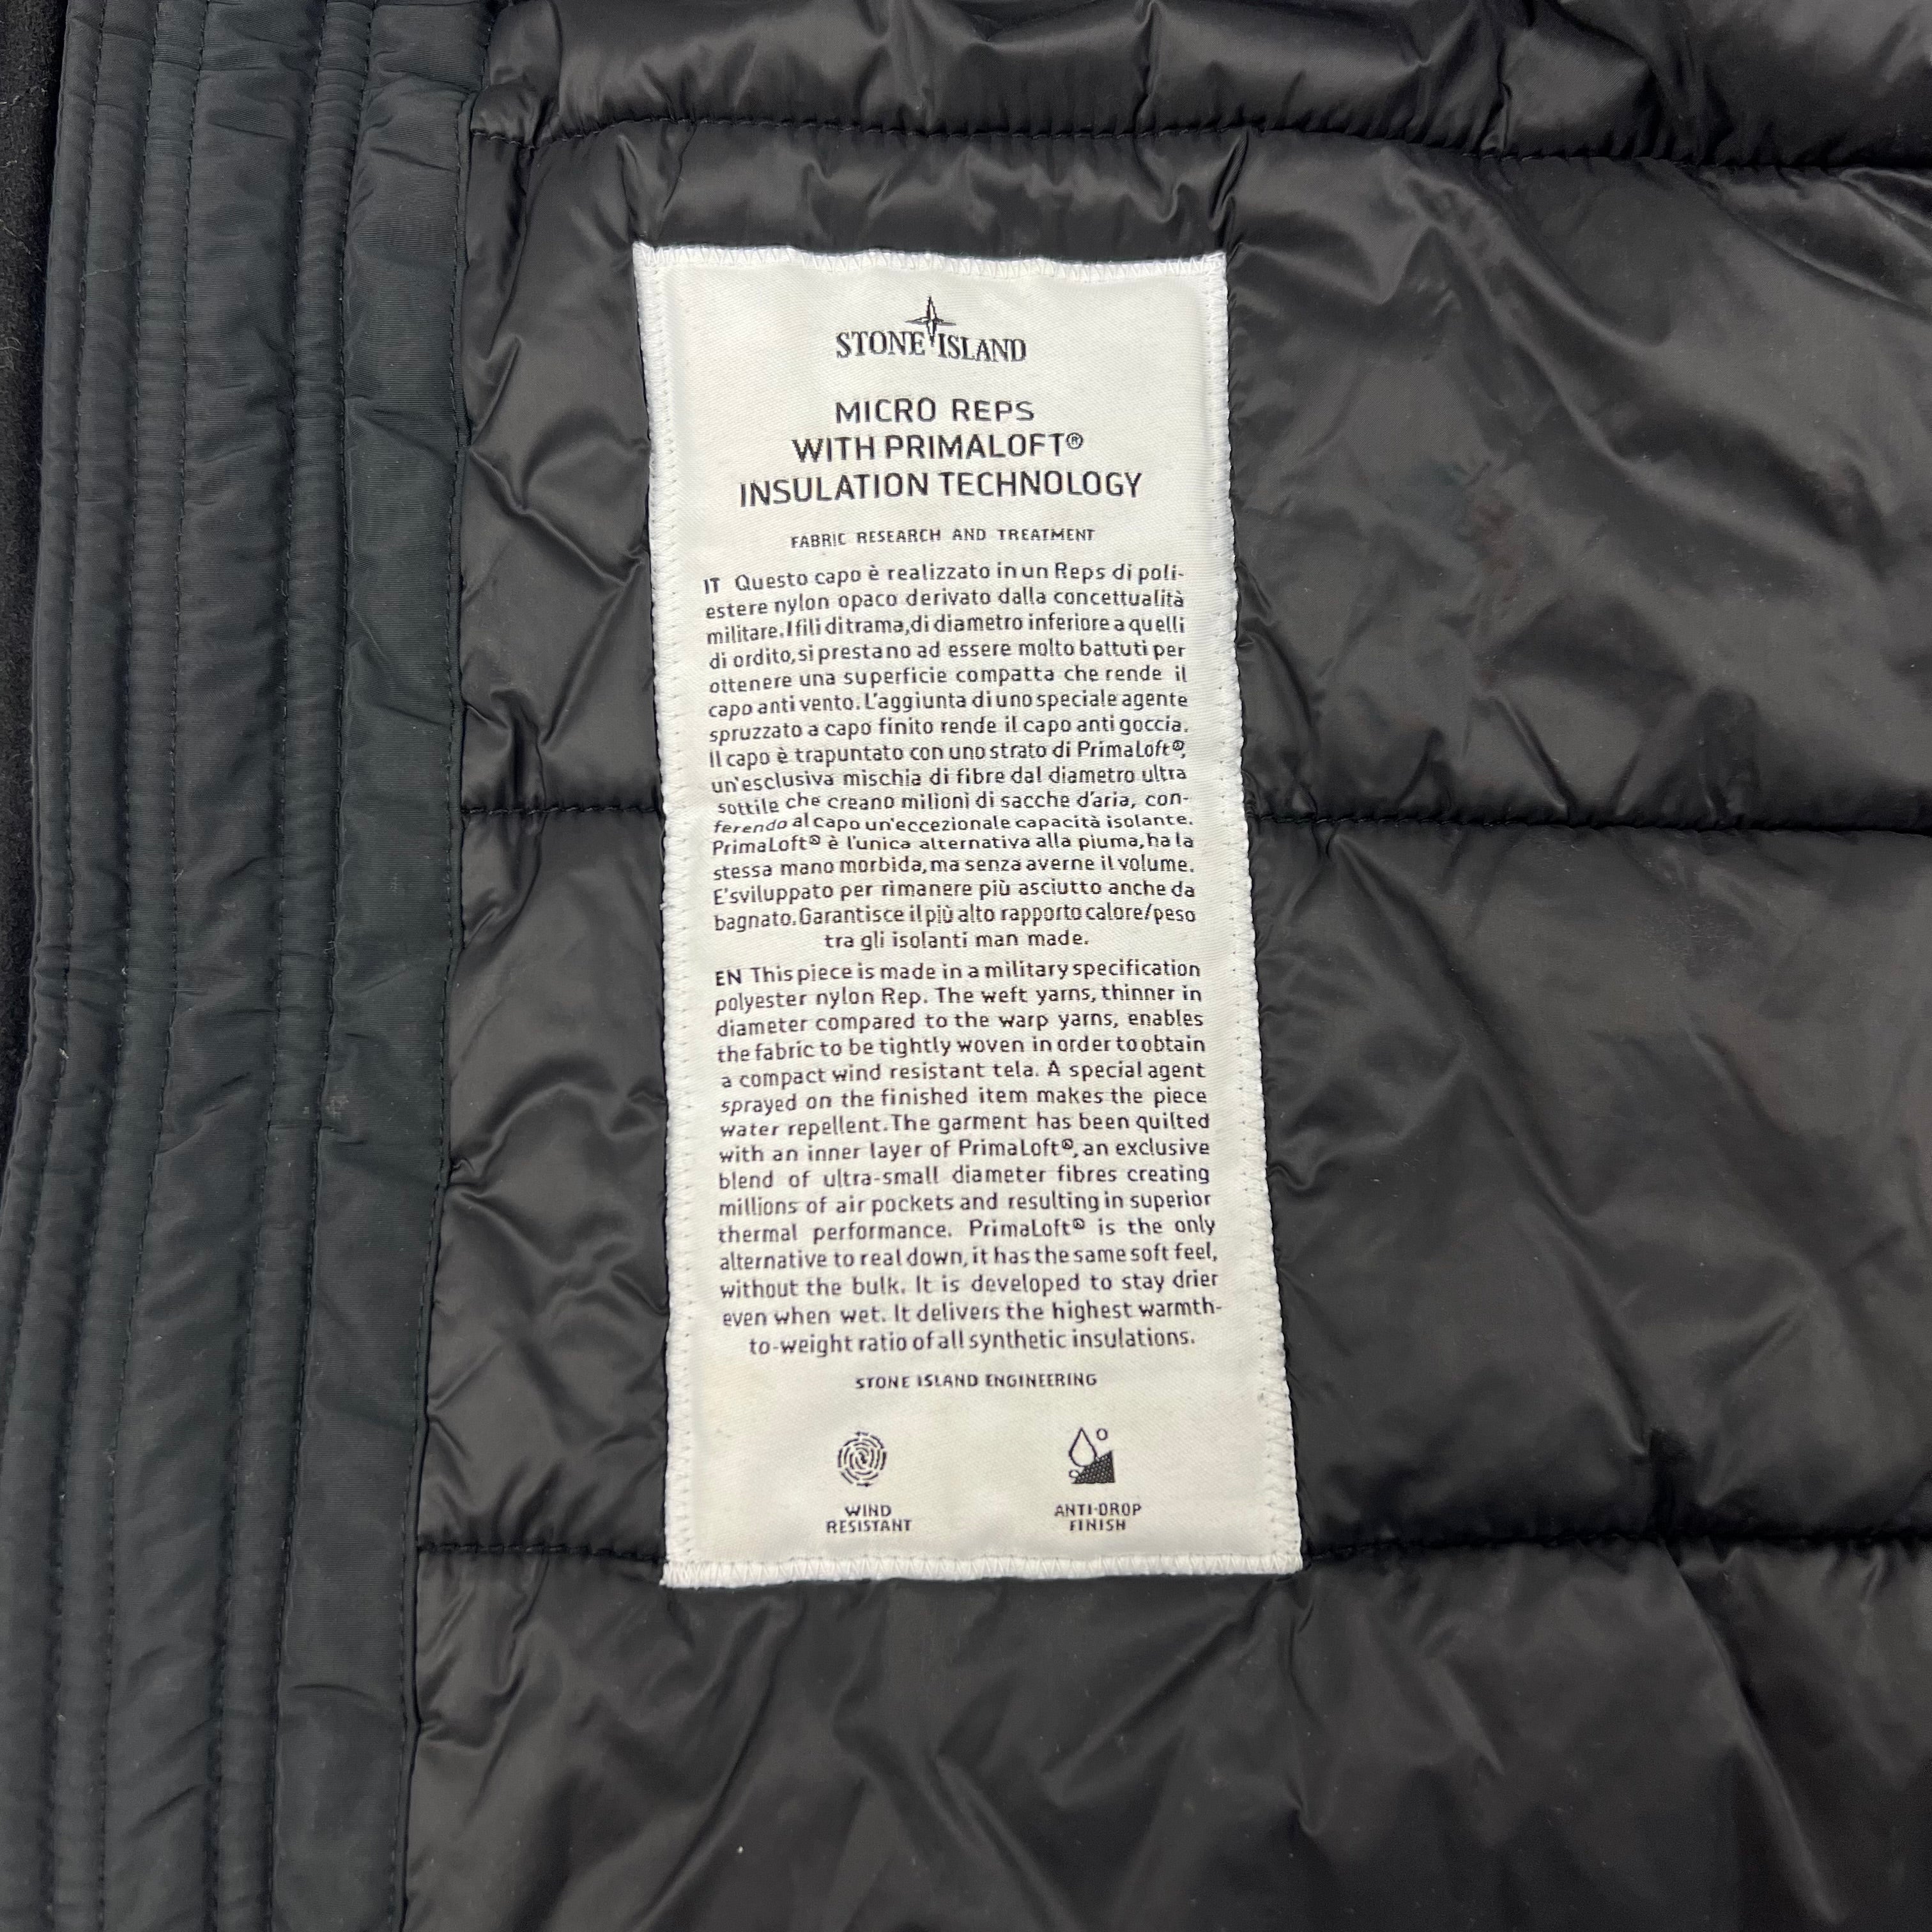 STONE ISLAND
MICRO REPS
WITH PRIMALOFT®
INSULATION TECHNOLOGY
FABRIC RESEARCH AND TREATMENT
IT Questo capo è realizzato in un Reps di poli-
estere nylon opaco derivato dalla concettualità
militare. I fili di trama, di diametro inferiore a quelli
di ordito, si prestano ad essere molto battuti per
ottenere una superficie compatta che rende il
capo anti vento. L'aggiunta di uno speciale agente
spruzzato a capo finito rende il capo anti goccia.
Il capo è trapuntato con uno strato di PrimaLoft®,
un'esclusiva mischia di fibre dal diametro ultra
sottile che creano milioni di sacche d'aria, con-
ferendo al capo un'eccezionale capacità isolante.
PrimaLoft® è l'unica alternativa alla piuma, ha la
stessa mano morbida, ma senza averne il volume.
E'sviluppato per rimanere più asciutto anche da
bagnato. Garantisce il più alto rapporto calore/peso
tra gli isolanti man made.
EN This piece is made in a military specification
polyester nylon Rep. The weft yarns, thinner in
diameter compared to the warp yarns, enables
the fabric to be tightly woven in order to obtain
a compact wind resistant tela. A special agent
sprayed on the finished item makes the piece
water repellent. The garment has been quilted
with an inner layer of PrimaLoft®, an exclusive
blend of ultra-small diameter fibres creating
millions of air pockets and resulting in superior
thermal performance. PrimaLoft® is the only
alternative to real down, it has the same soft feel,
without the bulk. It is developed to stay drier
even when wet. It delivers the highest warmth-
to-weight ratio of all synthetic insulations.
STONE ISLAND ENGINEERING
WIND
RESISTANT
ANTI-DROP
FINISH